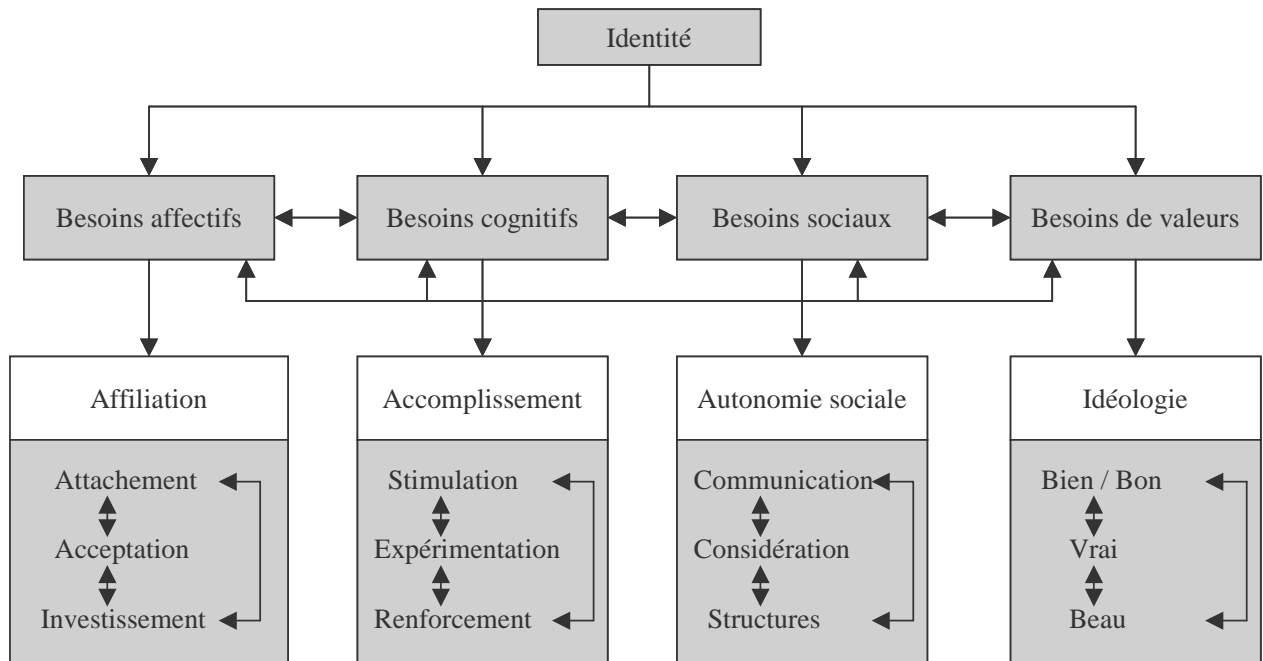 Identité
Besoins affectifs
Besoins cognitifs
Besoins sociaux
Besoins de valeurs
Affiliation
Attachement
Acceptation
Investissement
Accomplissement
Stimulation
Expérimentation
Renforcement
Autonomie sociale
Communication
Considération
Structures
Idéologie
Bien / Bon
Vrai
Beau